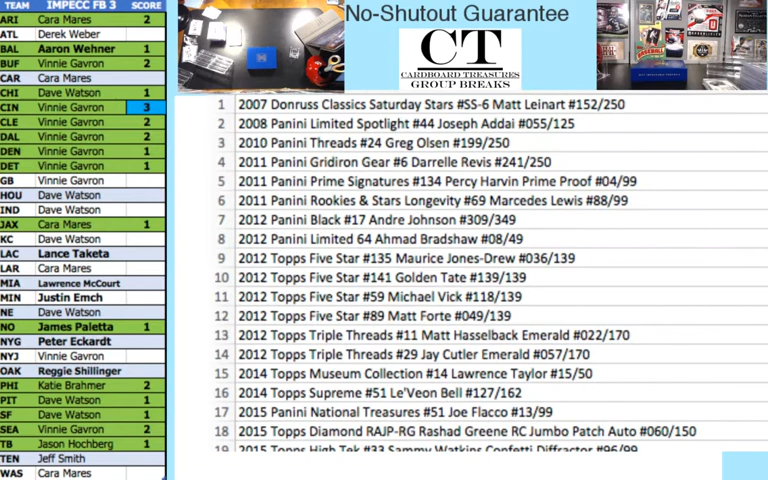 TEAM IMPECC FB 3 SCORE
ARI Cara Mares 2
ATL Derek Weber
BAL Aaron Wehner 1
BUF Vinnie Gavron 2
CAR Cara Mares
CHI Dave Watson 1
CIN Vinnie Gavron 3
CLE Vinnie Gavron 2
DAL Vinnie Gavron 2
DEN Vinnie Gavron 1
DET Vinnie Gavron 1
GB Vinnie Gavron
HOU Dave Watson
IND Dave Watson
JAX Cara Mares 1
KC Dave Watson
LAC Lance Taketa
LAR Cara Mares
MIA Lawrence McCourt
MIN Justin Emch
NE Dave Watson
NO James Paletta 1
NYG Peter Eckardt
NYJ Vinnie Gavron
OAK Reggie Shillinger
PHI Katie Brahmer 2
PIT Dave Watson 1
SF Dave Watson 1
SEA Vinnie Gavron 2
TB Jason Hochberg 1
TEN Jeff Smith
WAS Cara Mares
No-Shutout Guarantee
CT
CARDBOARD TREASURES
GROUP BREAKS
1 2007 Donruss Classics Saturday Stars #SS-6 Matt Leinart #152/250
2 2008 Panini Limited Spotlight #44 Joseph Addai #055/125
3 2010 Panini Threads #24 Greg Olsen #199/250
4 2011 Panini Gridiron Gear #6 Darrelle Revis #241/250
5 2011 Panini Prime Signatures #134 Percy Harvin Prime Proof #04/99
6 2011 Panini Rookies & Stars Longevity #69 Marcedes Lewis #88/99
7 2012 Panini Black #17 Andre Johnson #309/349
8 2012 Panini Limited 64 Ahmad Bradshaw #08/49
9 2012 Topps Five Star #135 Maurice Jones-Drew #036/139
10 2012 Topps Five Star #141 Golden Tate #139/139
11 2012 Topps Five Star #59 Michael Vick #118/139
12 2012 Topps Five Star #89 Matt Forte #049/139
13 2012 Topps Triple Threads #11 Matt Hasselback Emerald #022/170
14 2012 Topps Triple Threads #29 Jay Cutler Emerald #057/170
15 2014 Topps Museum Collection #14 Lawrence Taylor #15/50
16 2014 Topps Supreme #51 Le'Veon Bell #127/162
17 2015 Panini National Treasures #51 Joe Flacco #13/99
18 2015 Topps Diamond RAJP-RG Rashad Greene RC Jumbo Patch Auto #060/150
19 2015 Topps High Tek #33 Sammy Watkins Confetti Diffractor #96/99